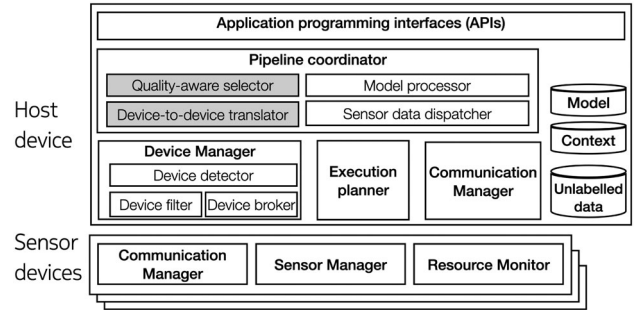 Application programming interfaces (APIs)
Pipeline coordinator
Quality-aware selector
Model processor
Device-to-device translator
Sensor data dispatcher
Host
device
Model
Context
Unlabelled
data
Device Manager
Device detector
Device filter
Device broker
Execution
planner
Communication
Manager
Sensor
devices
Communication
Manager
Sensor Manager
Resource Monitor